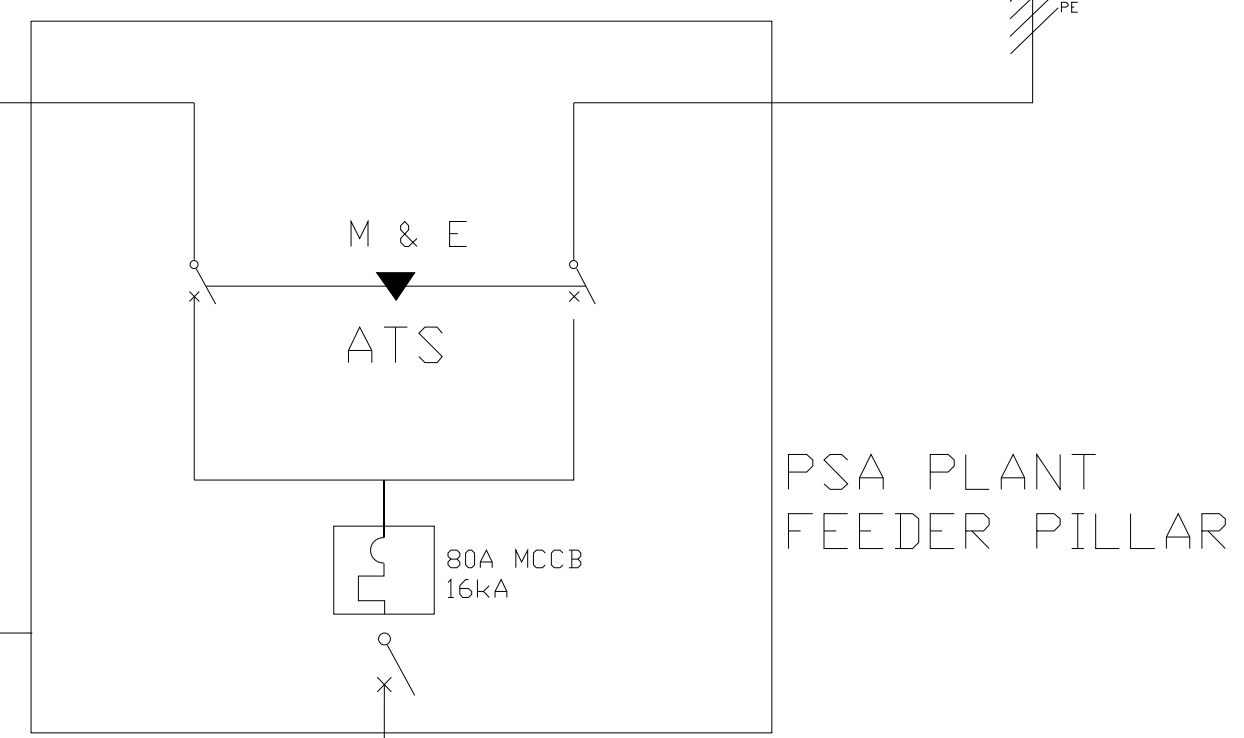 PE
M & E
ATS
PSA PLANT
FEEDER PILLAR
80A MCCB
16kA